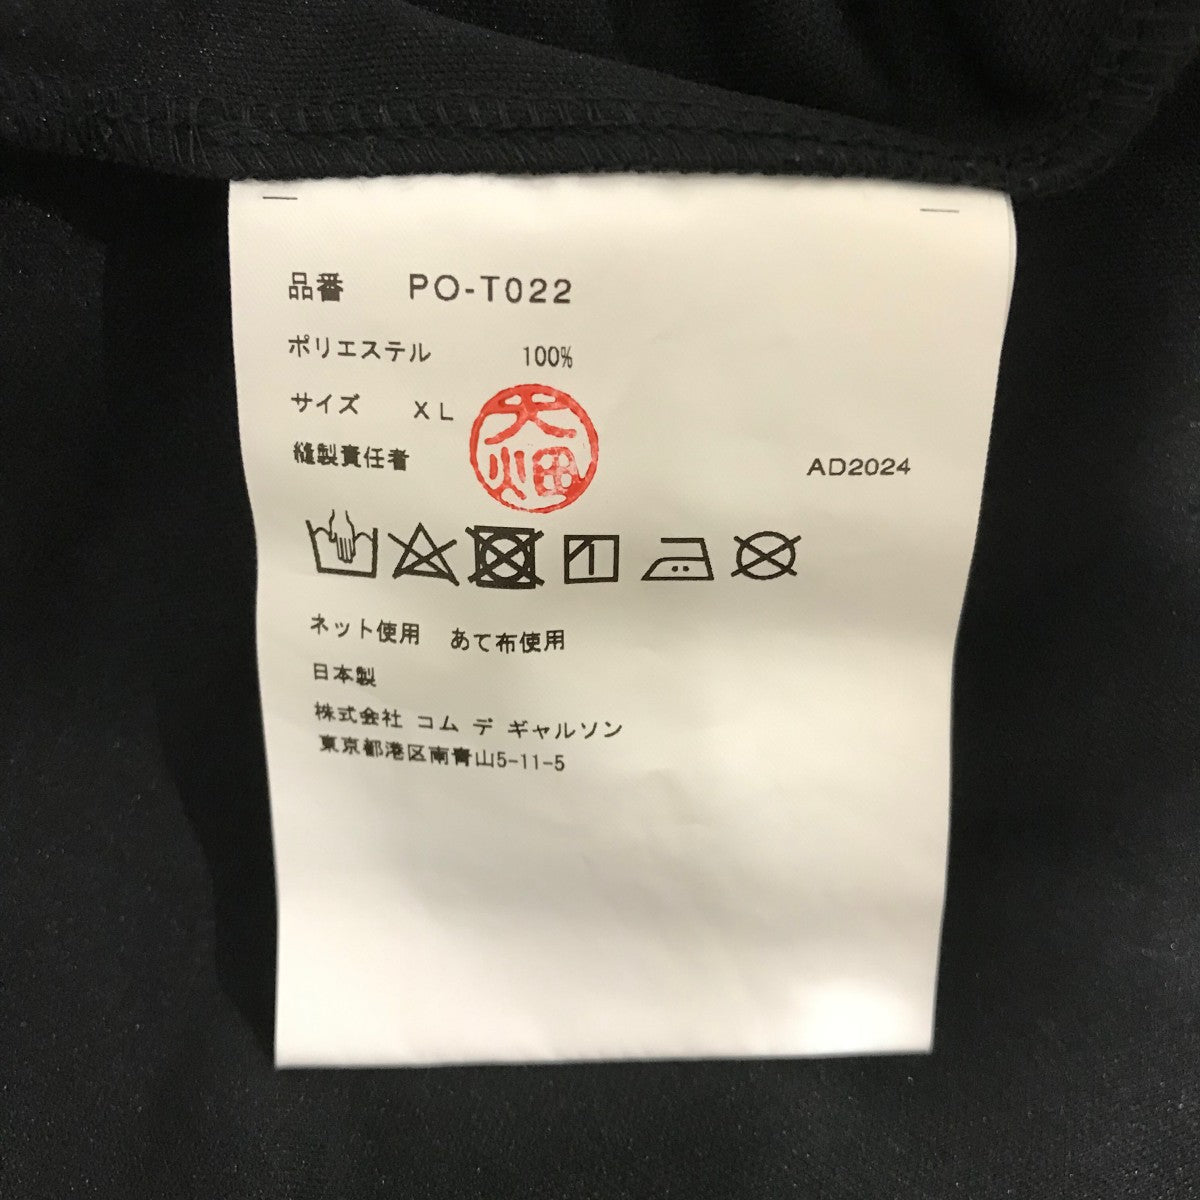 品番 PO-T022
ポリエステル 100%
サイズ XL
大畑
縫製責任者
AD2024
ネット使用 あて布使用
日本製
株式会社 コム デ ギャルソン
東京都港区南青山5-11-5